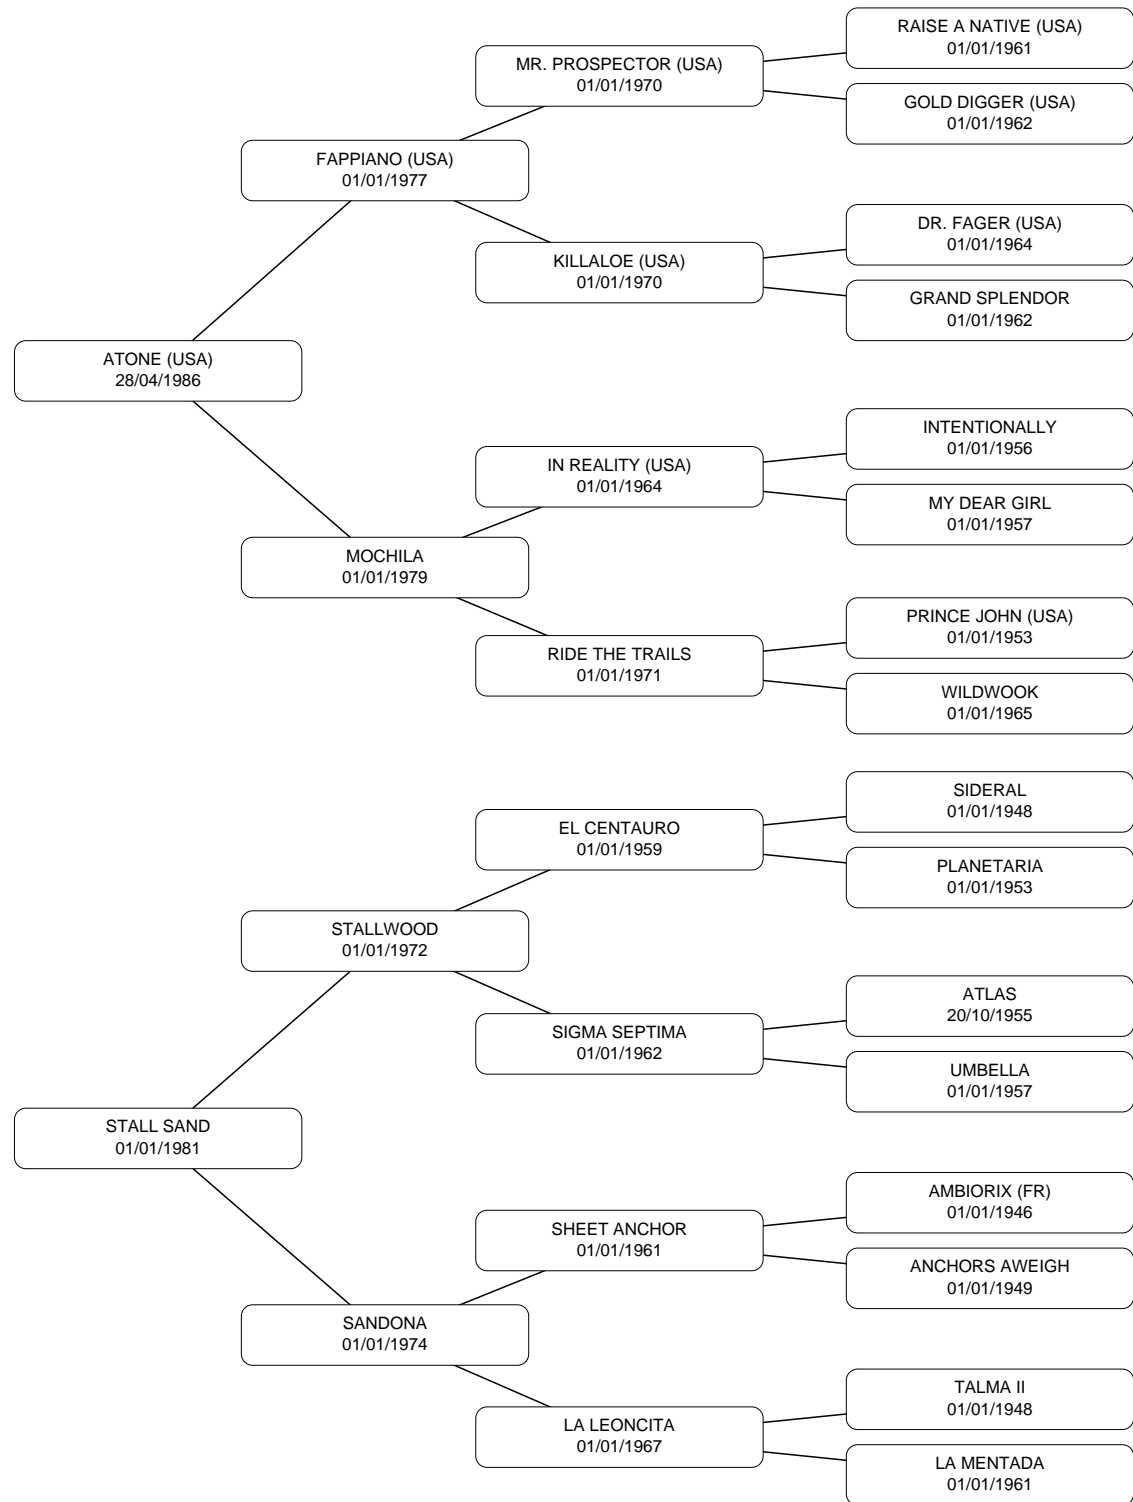 RAISE A NATIVE (USA)
01/01/1961
MR. PROSPECTOR (USA)
01/01/1970
GOLD DIGGER (USA)
01/01/1962
FAPPIANO (USA)
01/01/1977
DR. FAGER (USA)
01/01/1964
KILLALOE (USA)
01/01/1970
GRAND SPLENDOR
01/01/1962
ATONE (USA)
28/04/1986
INTENTIONALLY
01/01/1956
IN REALITY (USA)
01/01/1964
MY DEAR GIRL
01/01/1957
MOCHILA
01/01/1979
PRINCE JOHN (USA)
01/01/1953
RIDE THE TRAILS
01/01/1971
WILDWOOK
01/01/1965
SIDERAL
01/01/1948
EL CENTAURO
01/01/1959
PLANETARIA
01/01/1953
STALLWOOD
01/01/1972
ATLAS
20/10/1955
SIGMA SEPTIMA
01/01/1962
UMBELLA
01/01/1957
STALL SAND
01/01/1981
AMBIORIX (FR)
01/01/1946
SHEET ANCHOR
01/01/1961
ANCHORS AWEIGH
01/01/1949
SANDONA
01/01/1974
TALMA II
01/01/1948
LA LEONCITA
01/01/1967
LA MENTADA
01/01/1961